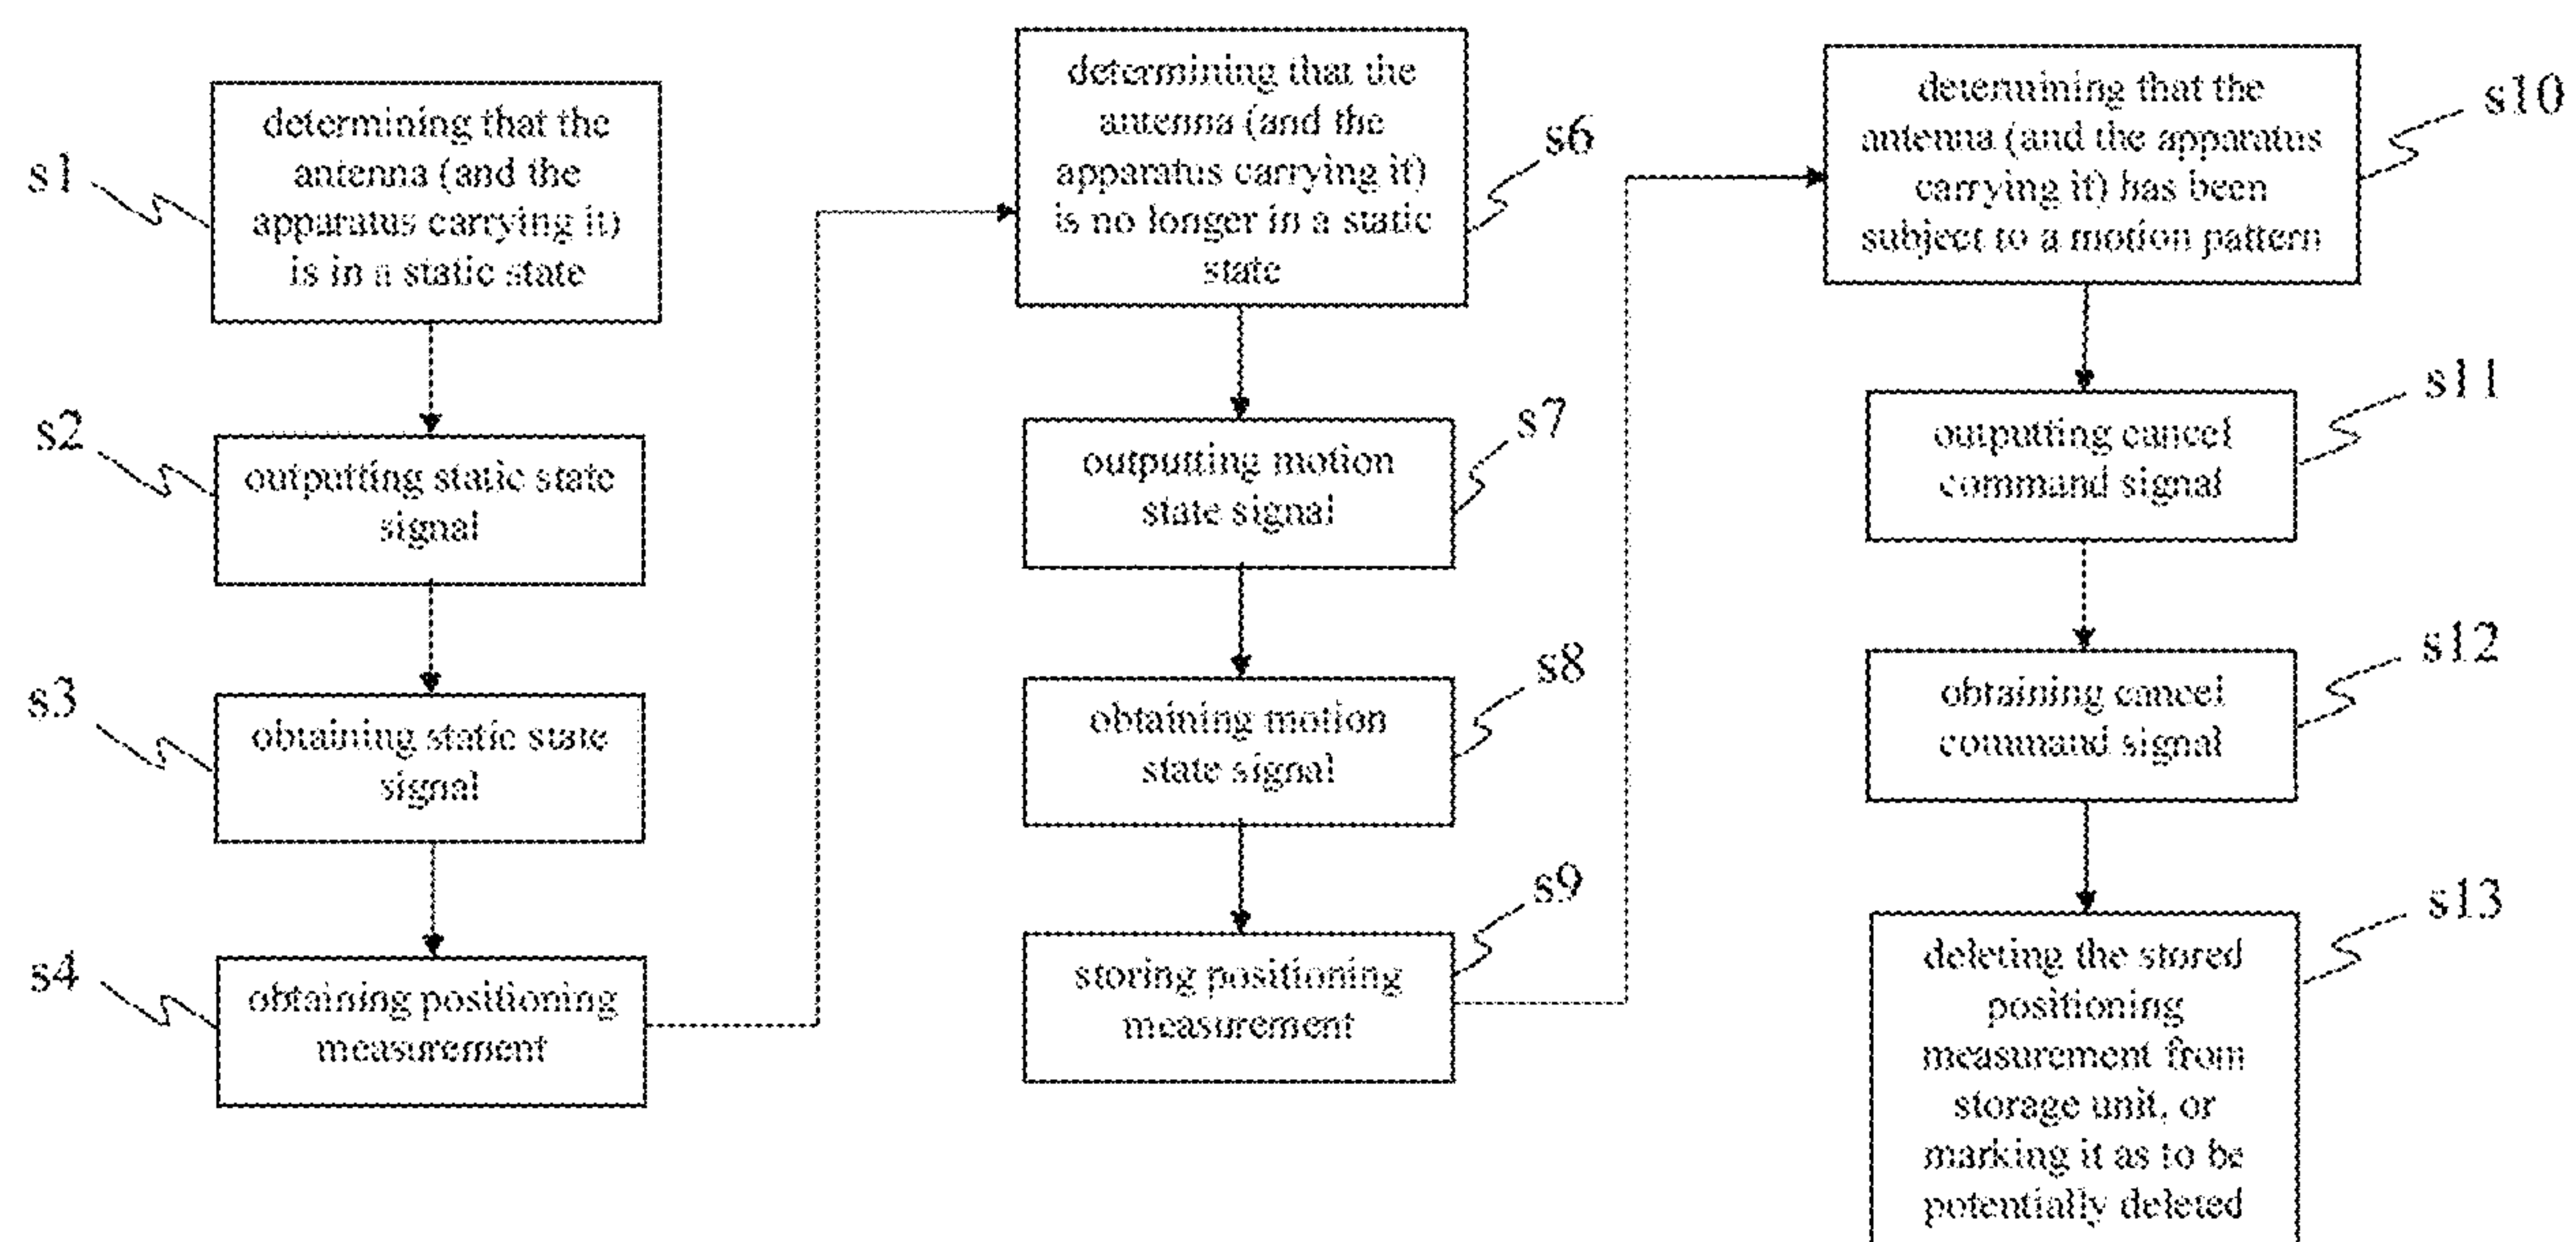 s1
determining that the
antenna (and the
apparatus carrying it)
is in a static state
s2
outputting static state
signal
s3
obtaining static state
signal
s4
obtaining positioning
measurement
s6
determining that the
antenna (and the
apparatus carrying it)
is no longer in a static
state
s7
outputting motion
state signal
s8
obtaining motion
state signal
s9
storing positioning
measurement
s10
determining that the
antenna (and the apparatus
carrying it) has been
subject to a motion pattern
s11
outputting cancel
command signal
s12
obtaining cancel
command signal
s13
deleting the stored
positioning
measurement from
storage unit, or
marking it as to be
potentially deleted